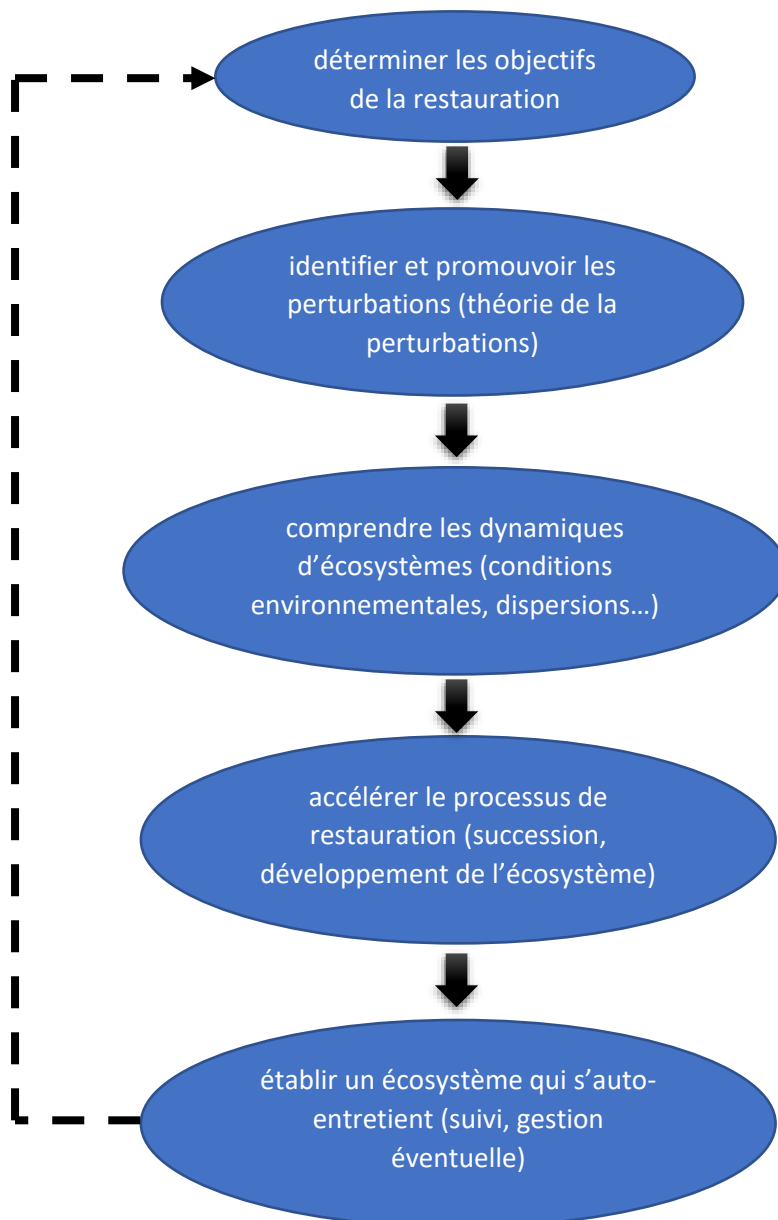 déterminer les objectifs
de la restauration
identifier et promouvoir les
perturbations (théorie de la
perturbations)
comprendre les dynamiques
d’écosystèmes (conditions
environnementales, dispersions…)
accélérer le processus de
restauration (succession,
développement de l’écosystème)
établir un écosystème qui s’auto-
entretient (suivi, gestion
éventuelle)